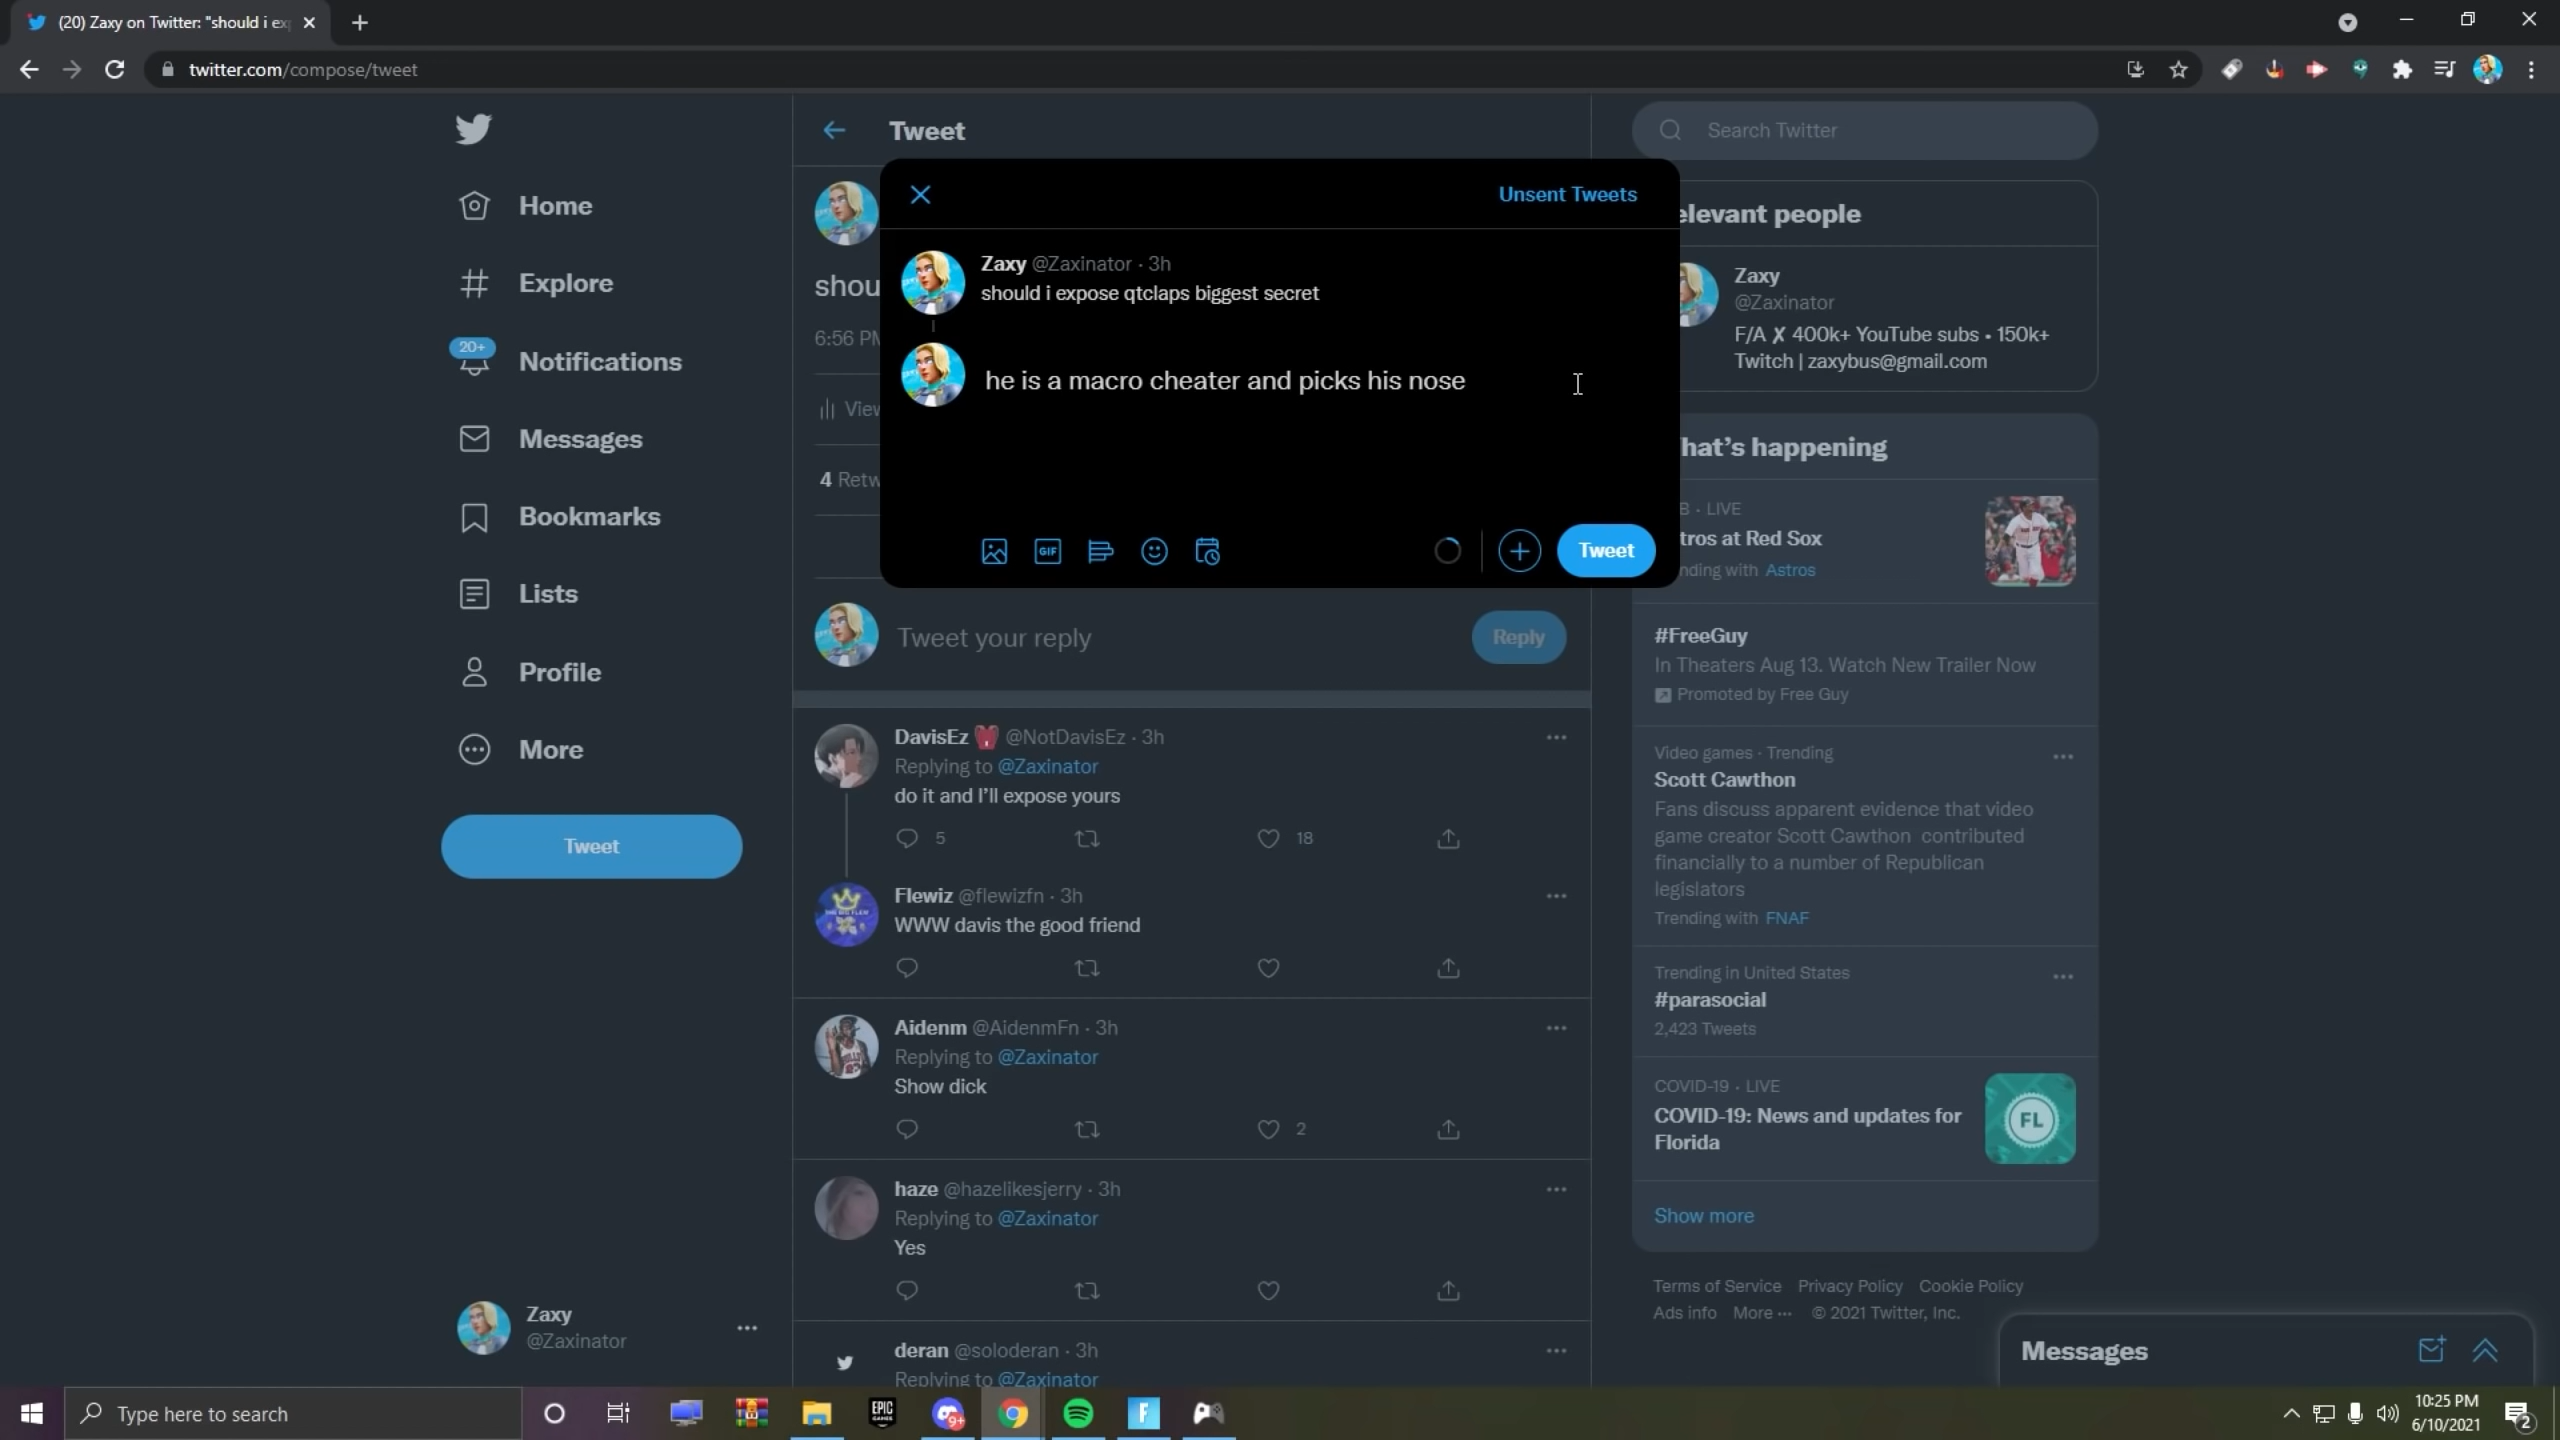 (20) Zaxy on Twitter: "should i ex
twitter.com/compose/tweet
Home
Explore
20+
Notifications
Messages
Bookmarks
Lists
Profile
More
Tweet
Zaxy
@Zaxinator
Tweet
shou
6:56 PM
View
4 Retw
Unsent Tweets
Zaxy @Zaxinator · 3h
should i expose qtclaps biggest secret
he is a macro cheater and picks his nose
GIF
Tweet
Tweet your reply
Reply
DavisEz @NotDavisEz · 3h
Replying to @Zaxinator
do it and I'll expose yours
5
18
Flewiz @flewizfn · 3h
WWW davis the good friend
Aidenm @AidenmFn · 3h
Replying to @Zaxinator
Show dick
2
haze @hazelikesjerry · 3h
Replying to @Zaxinator
Yes
deran @soloderan · 3h
Replying to @Zaxinator
Search Twitter
elevant people
Zaxy
@Zaxinator
F/A ✗ 400k+ YouTube subs • 150k+
Twitch | zaxybus@gmail.com
hat's happening
B · LIVE
tros at Red Sox
nding with Astros
#FreeGuy
In Theaters Aug 13. Watch New Trailer Now
Promoted by Free Guy
Video games · Trending
Scott Cawthon
Fans discuss apparent evidence that video
game creator Scott Cawthon contributed
financially to a number of Republican
legislators
Trending with FNAF
Trending in United States
#parasocial
2,423 Tweets
COVID-19 · LIVE
COVID-19: News and updates for
Florida
FL
Show more
Terms of Service Privacy Policy Cookie Policy
Ads info More ··· © 2021 Twitter, Inc.
Messages
Type here to search
EPIC
GAMES
9+
F
10:25 PM
6/10/2021
2